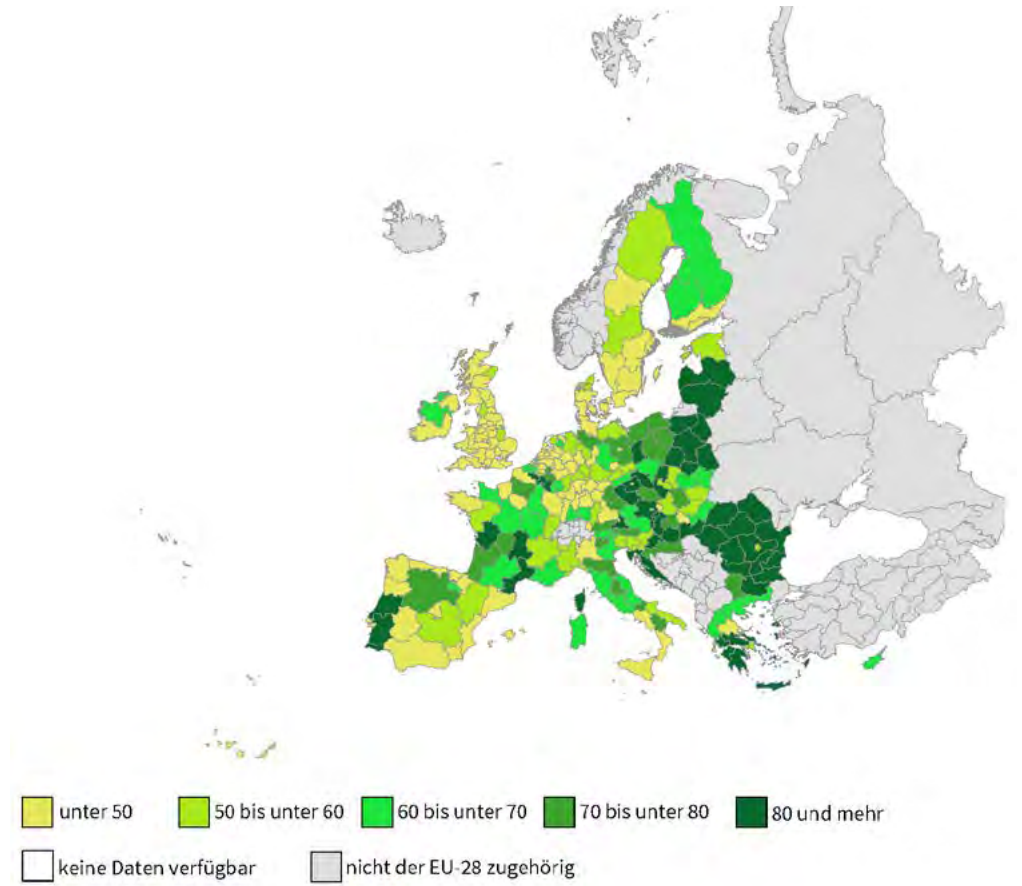 unter 50 50 bis unter 60 60 bis unter 70 70 bis unter 80 80 und mehr
keine Daten verfügbar nicht der EU-28 zugehörig